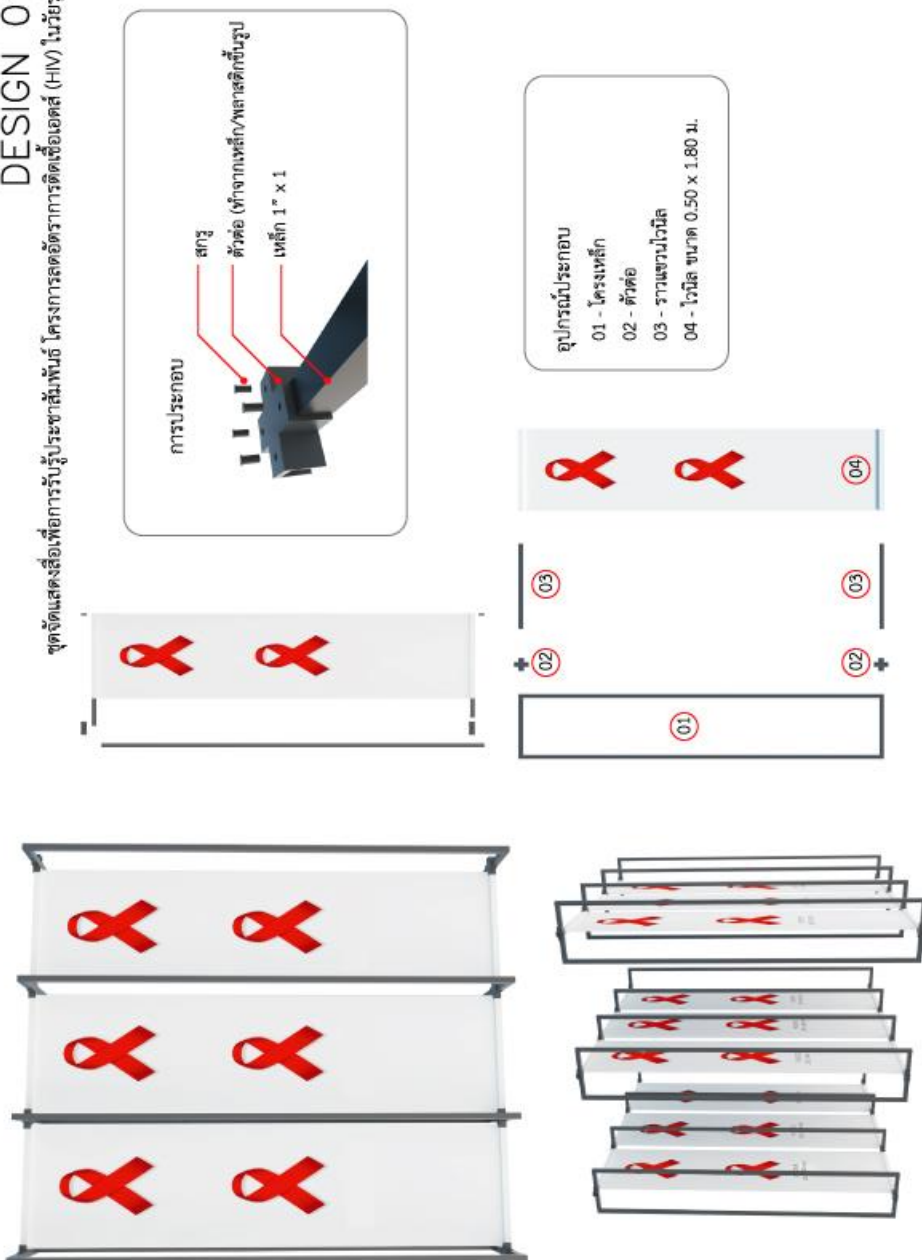 DESIGN 0
ชุดจัดแสดงสื่อเพื่อการรับรู้ประชาสัมพันธ์ โครงการลดอัตราการติดเชื้อเอดส์ (HIV) ในวัยร
การประกอบ
สกรู
ตัวต่อ (ทำจากเหล็ก/พลาสติกขึ้นรูป
เหล็ก 1" x 1
อุปกรณ์ประกอบ
01 - โครงเหล็ก
02 - ตัวต่อ
03 - ราวแขวนไวนิล
04 - ไวนิล ขนาด 0.50 x 1.80 ม.
01
02
02
03
03
04